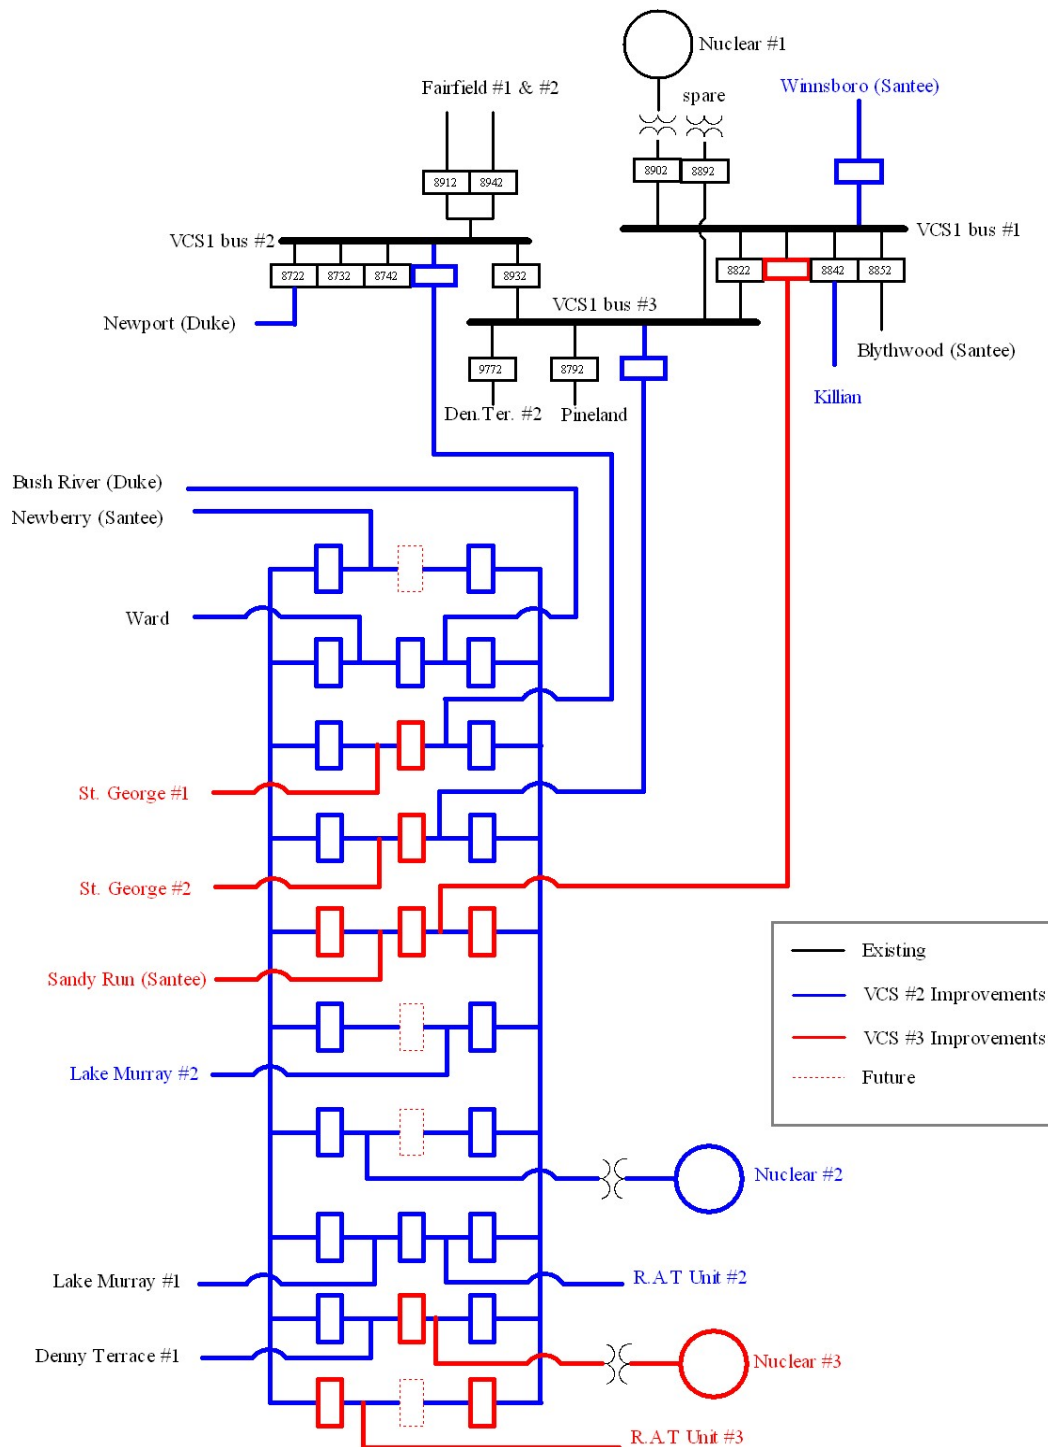 Nuclear #1
Fairfield #1 & #2
spare
Winnsboro (Santee)
8912
8942
8902
8892
VCS1 bus #2
VCS1 bus #1
8722
8732
8742
8932
8822
8842
8852
VCS1 bus #3
Newport (Duke)
Blythwood (Santee)
9772
8792
Killian
Den.Ter. #2
Pineland
Bush River (Duke)
Newberry (Santee)
Ward
St. George #1
St. George #2
Sandy Run (Santee)
Existing
VCS #2 Improvements
VCS #3 Improvements
Future
Lake Murray #2
Nuclear #2
Lake Murray #1
R.A.T Unit #2
Denny Terrace #1
Nuclear #3
R.A.T Unit #3